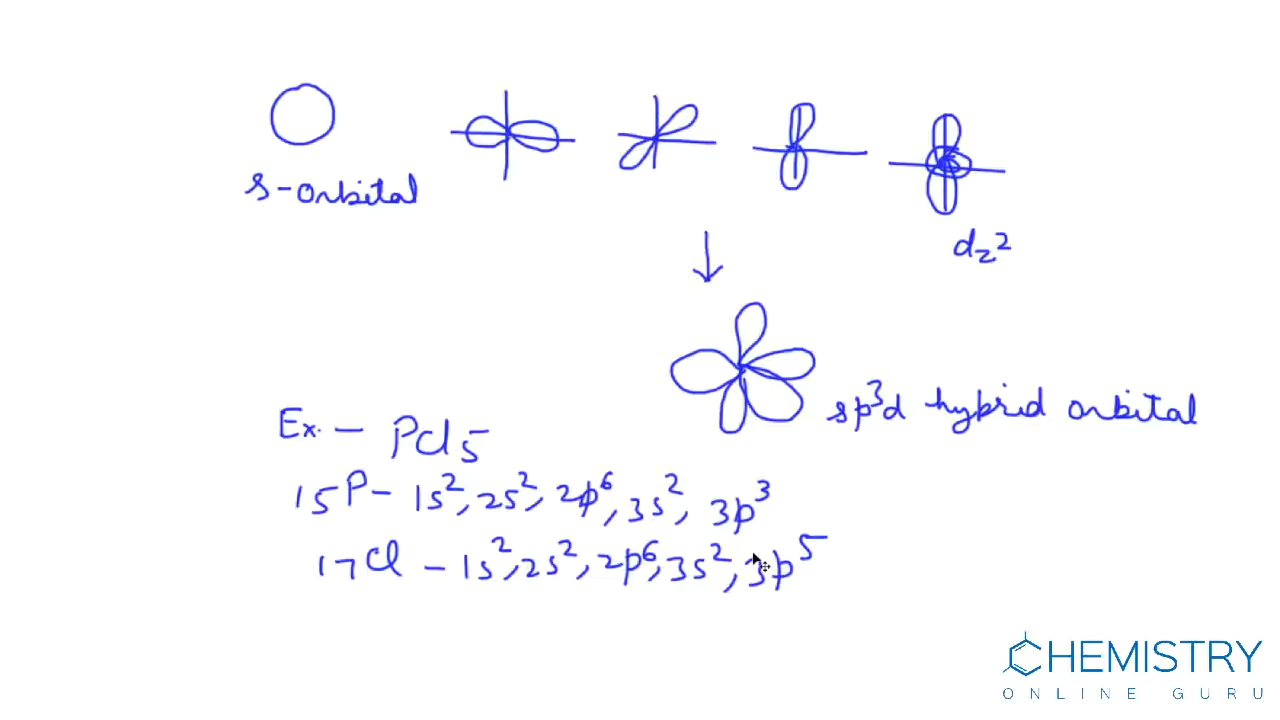 s-orbital
dz²
sp³d hybrid orbital
Ex. - PCl₅
15P - 1s², 2s², 2p⁶, 3s², 3p³
17Cl - 1s², 2s², 2p⁶, 3s², 3p⁵
CHEMISTRY
ONLINE GURU